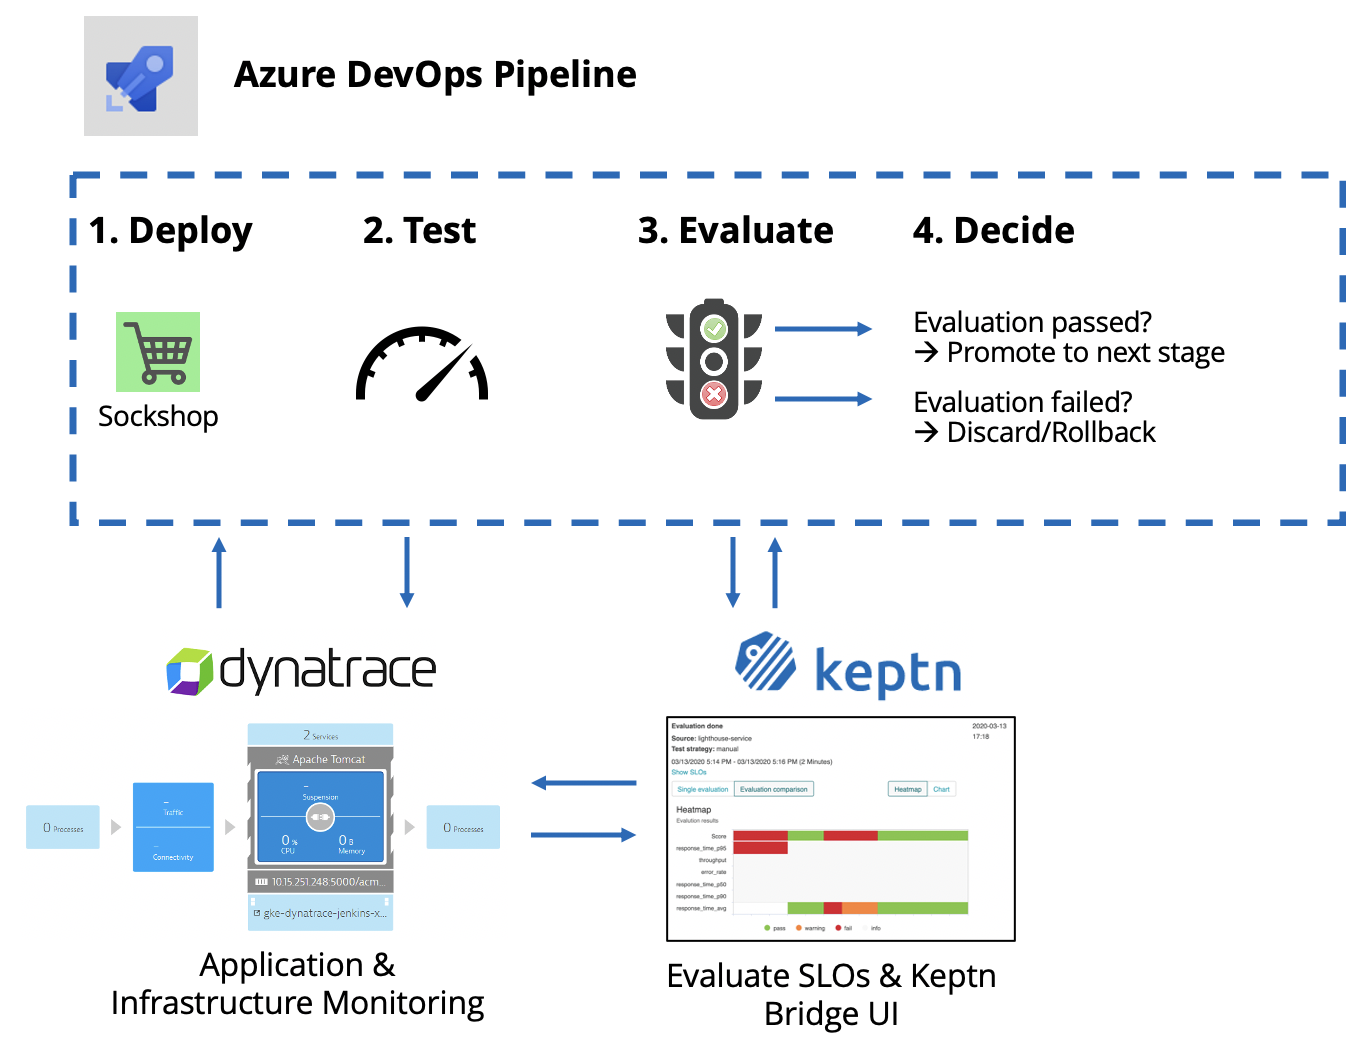 Azure DevOps Pipeline
1. Deploy
2. Test
3. Evaluate
4. Decide
Sockshop
Evaluation passed?
→ Promote to next stage
Evaluation failed?
→ Discard/Rollback
dynatrace
keptn
2 Services
Apache Tomcat
–
Suspension
0 %
CPU
0 B
Memory
10.15.251.248:5000/acm...
gke-dynatrace-jenkins-x...
0 Processes
–
Traffic
–
Connectivity
0 Processes
Application &
Infrastructure Monitoring
Evaluation done
2020-03-13
17:18
Source: lighthouse-service
Test strategy: manual
03/13/2020 5:14 PM - 03/13/2020 5:16 PM (2 Minutes)
Show SLOs
Single evaluation
Evaluation comparison
Heatmap
Chart
Heatmap
Evalution results
Score
response_time_p95
throughput
error_rate
response_time_p50
response_time_p90
response_time_avg
pass
warning
fail
info
Evaluate SLOs & Keptn
Bridge UI